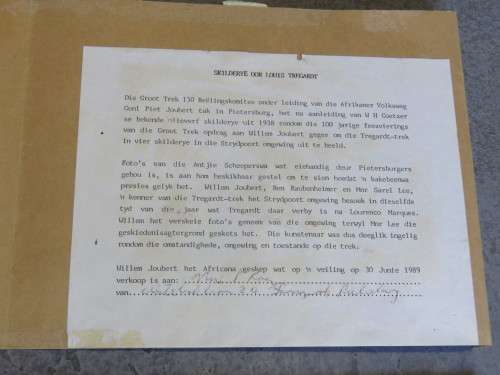 SKILDERYE OOR LOUIS TREGARDT
Die Groot Trek 150 Reëlingskomitee onder leiding van die Afrikaner Volkswag
Genl Piet Joubert tak in Pietersburg, het na aanleiding van W H Coetzer
se bekende olieverf skilderye uit 1938 rondom die 100 jarige feesvierings
van die Groot Trek opdrag aan Willem Joubert gegee om die Tregardt-trek
in vier skilderye in die Strydpoort omgewing uit te beeld.
Foto's van die Antjie Scheeperswa wat eiehandig deur Pietersburgers
gebou is, is aan hom beskikbaar gestel om te sien hoedat 'n kakebeenwa
presies gelyk het. Willem Joubert, Ben Raubenheimer en Mnr Sarel Lee,
'n kenner van die Tregardt-trek het Strydpoort omgewing besoek in dieselfde
tyd van die jaar wat Tregardt daar verby is na Lourenco Marques.
Willem het verskeie foto's geneem van die omgewing terwyl Mnr Lee die
geskiedenisagtergrond geskets het. Die kunstenaar was dus deeglik ingelig
rondom die omstandighede, omgewing en toestande op die trek.
Willem Joubert het Africana geskep wat op 'n veiling op 30 Junie 1989
verkoop is aan:
van